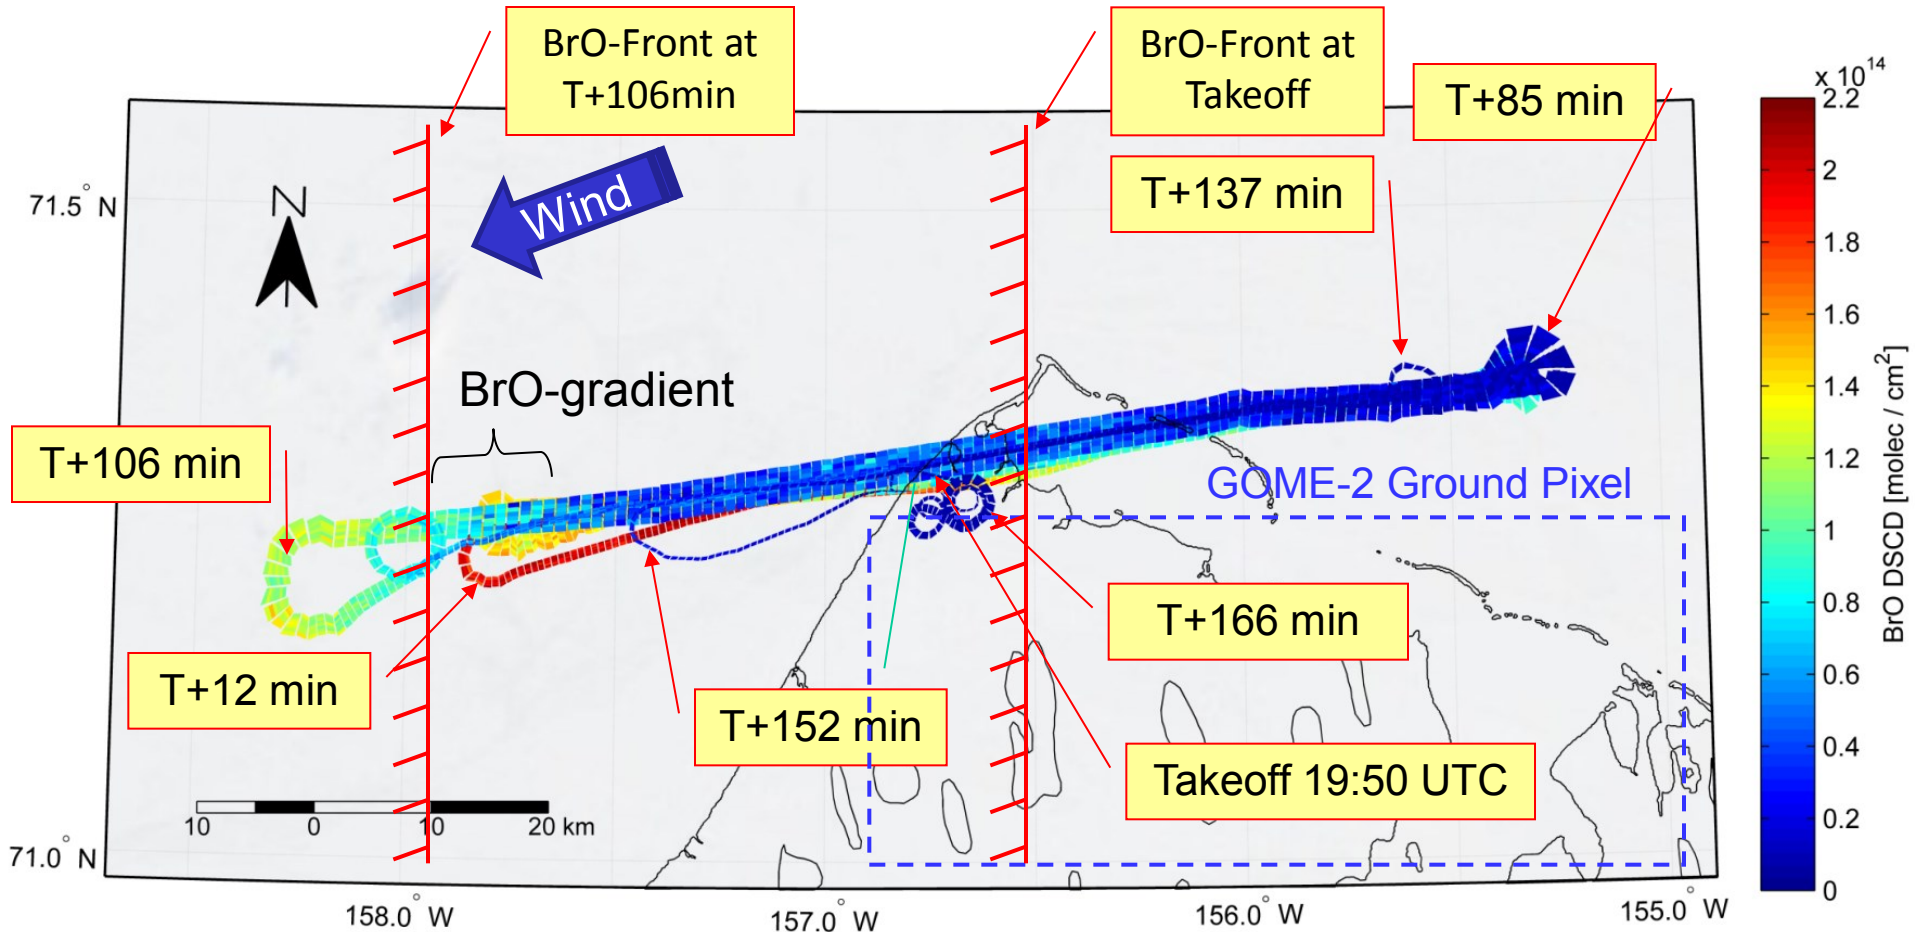 BrO-Front at
T+106min
BrO-Front at
Takeoff
T+85 min
x 10^14
2.2
2
1.8
1.6
1.4
1.2
1
0.8
0.6
0.4
0.2
0
BrO DSCD [molec / cm^2]
71.5° N
N
Wind
T+137 min
BrO-gradient
T+106 min
GOME-2 Ground Pixel
T+166 min
T+12 min
T+152 min
Takeoff 19:50 UTC
10 0 10 20 km
71.0° N
158.0° W 157.0° W 156.0° W 155.0° W